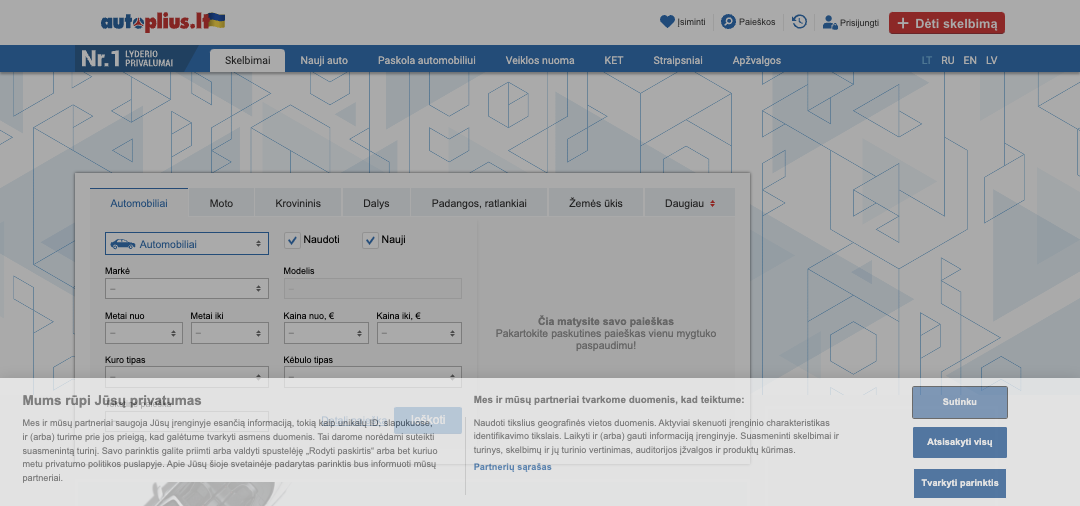 autoplius.lt
Įsiminti
Paieškos
Prisijungti
+ Dėti skelbimą
Nr.1 LYDERIO PRIVALUMAI
Skelbimai
Nauji auto
Paskola automobiliui
Veiklos nuoma
KET
Straipsniai
Apžvalgos
LT RU EN LV
Automobiliai
Moto
Krovininis
Dalys
Padangos, ratlankiai
Žemės ūkis
Daugiau
Automobiliai
Naudoti
Nauji
Markė
Modelis
–
–
Metai nuo
Metai iki
Kaina nuo, €
Kaina iki, €
–
–
–
–
Čia matysite savo paieškas
Pakartokite paskutines paieškas vienu mygtuko
paspaudimu!
Kuro tipas
Kėbulo tipas
–
–
Ieškoti
Mums rūpi Jūsų privatumas
Mes ir mūsų partneriai saugoja Jūsų įrenginyje esančią informaciją, tokią kaip unikalų ID, slapukuose,
ir (arba) turime prie jos prieigą, kad galėtume tvarkyti asmens duomenis. Tai darome norėdami suteikti
suasmenintą turinį. Savo parinktis galite priimti arba valdyti spustelėję „Rodyti paskirtis“ arba bet kuriuo
metu privatumo politikos puslapyje. Apie Jūsų šioje svetainėje padarytas parinktis bus informuoti mūsų
partneriai.
Mes ir mūsų partneriai tvarkome duomenis, kad teiktume:
Naudoti tikslius geografinės vietos duomenis. Aktyviai skenuoti įrenginio charakteristikas
identifikavimo tikslais. Laikyti ir (arba) gauti informaciją įrenginyje. Suasmeninti skelbimai ir
turinys, skelbimų ir jų turinio vertinimas, auditorijos įžvalgos ir produktų kūrimas.
Partnerių sąrašas
Sutinku
Atsisakyti visų
Tvarkyti parinktis